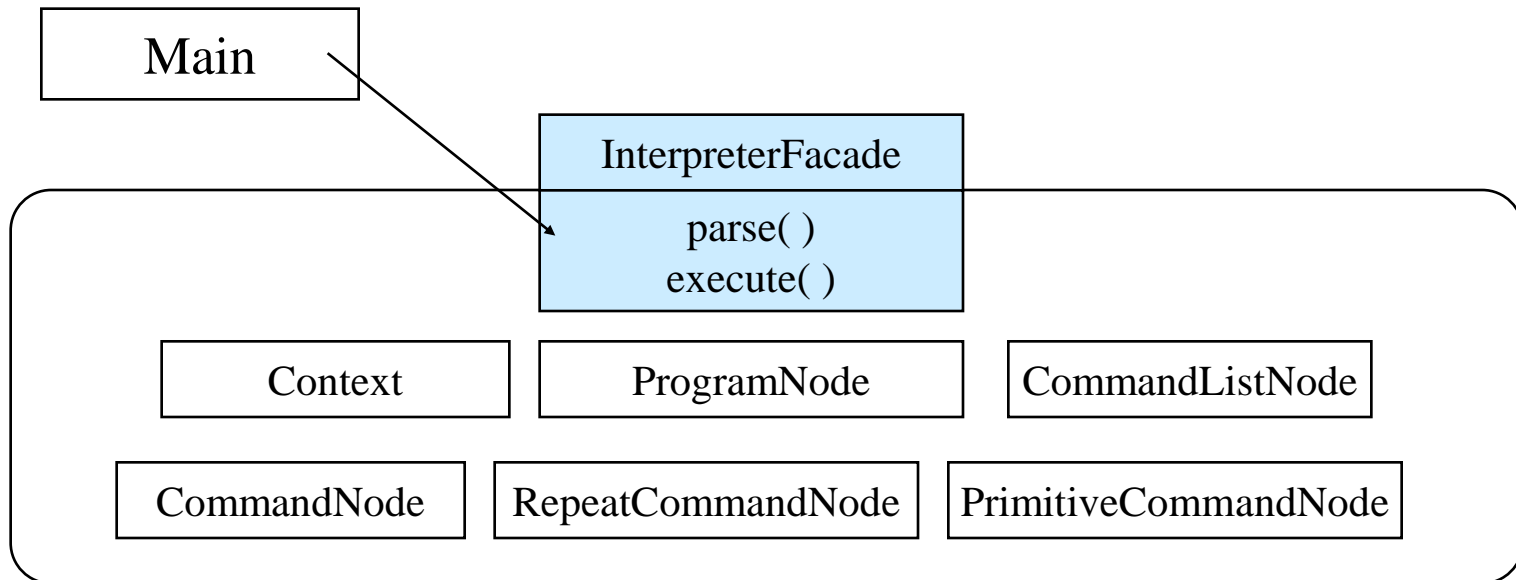 Main
InterpreterFacade
parse( )
execute( )
Context
ProgramNode
CommandListNode
CommandNode
RepeatCommandNode
PrimitiveCommandNode